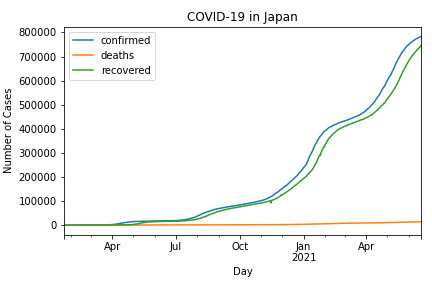 COVID-19 in Japan
confirmed
deaths
recovered
Number of Cases
800000
700000
600000
500000
400000
300000
200000
100000
0
Apr
Jul
Oct
Jan
2021
Apr
Day